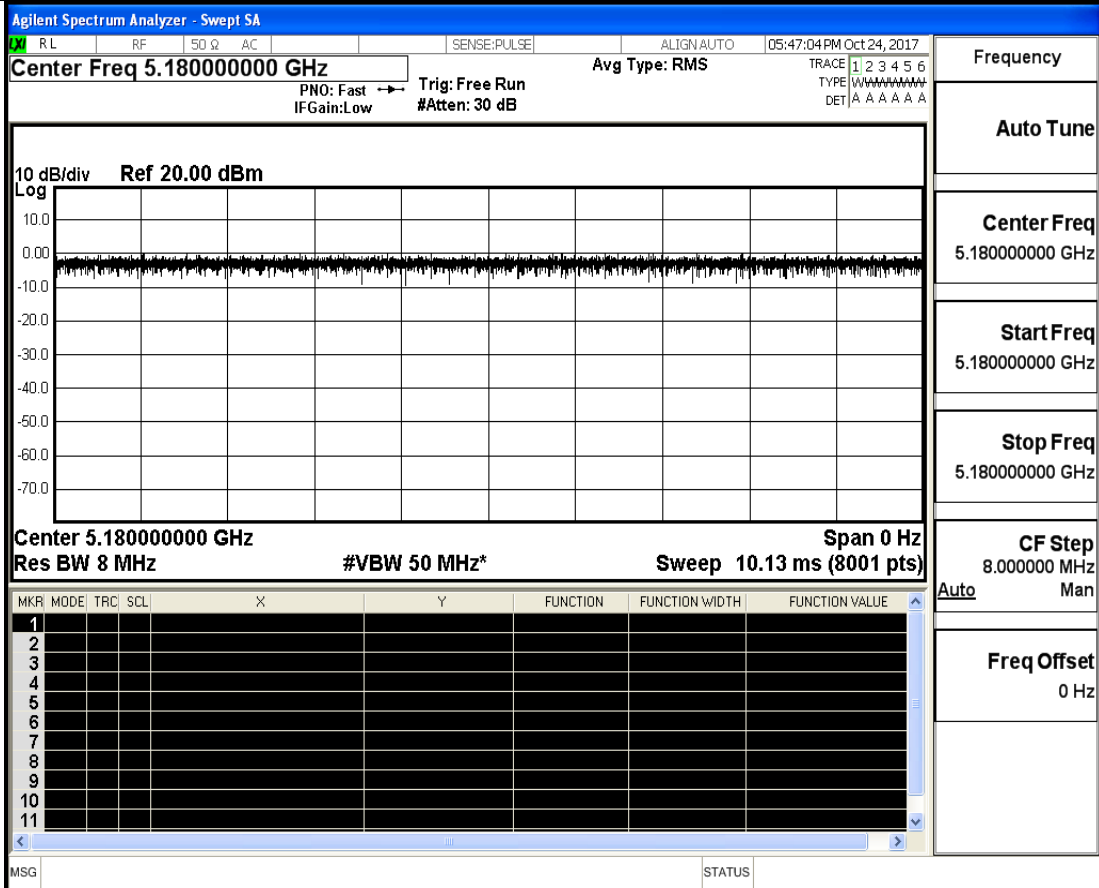 Agilent Spectrum Analyzer - Swept SA
LXI RL RF 50 Ω AC SENSE:PULSE ALIGN AUTO 05:47:04 PM Oct 24, 2017
Center Freq 5.180000000 GHz
PNO: Fast
IFGain:Low
Trig: Free Run
#Atten: 30 dB
Avg Type: RMS
TRACE 1 2 3 4 5 6
TYPE WWWWWW
DET A A A A A A
10 dB/div Ref 20.00 dBm
Log
10.0
0.00
-10.0
-20.0
-30.0
-40.0
-50.0
-60.0
-70.0
Center 5.180000000 GHz Span 0 Hz
Res BW 8 MHz #VBW 50 MHz* Sweep 10.13 ms (8001 pts)
MKR MODE TRC SCL X Y FUNCTION FUNCTION WIDTH FUNCTION VALUE
1
2
3
4
5
6
7
8
9
10
11
MSG STATUS
Frequency
Auto Tune
Center Freq
5.180000000 GHz
Start Freq
5.180000000 GHz
Stop Freq
5.180000000 GHz
CF Step
8.000000 MHz
Auto Man
Freq Offset
0 Hz